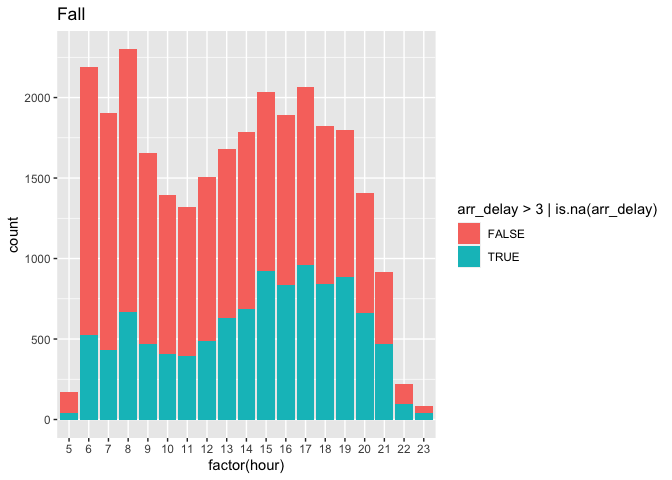 Fall
2000
1500
1000
500
0
count
5 6 7 8 9 10 11 12 13 14 15 16 17 18 19 20 21 22 23
factor(hour)
arr_delay > 3 | is.na(arr_delay)
FALSE
TRUE